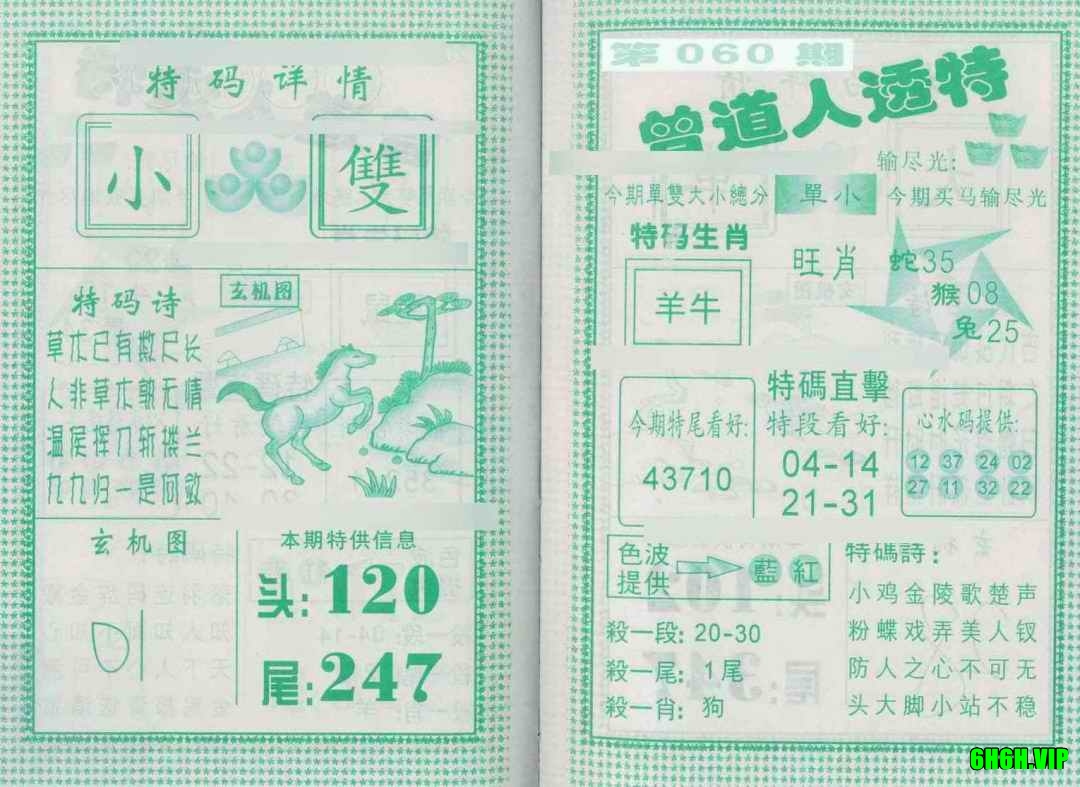 特码详情
小
雙
特码诗
草木已有数尺长
人非草木孰无情
温侯挥刀斩楼兰
九九归一是何数
玄机图
玄机图
本期特供信息
头:120
尾:247
第060期
曾道人透特
输尽光:
今期單雙大小總分
單小
今期买马输尽光
特码生肖
羊牛
旺肖
蛇35
猴08
兔25
今期特尾看好:
43710
特碼直擊
特段看好:
04-14
21-31
心水码提供:
12 37 24 02
27 11 32 22
色波
提供
藍紅
殺一段: 20-30
殺一尾: 1尾
殺一肖: 狗
特碼詩:
小鸡金陵歌楚声
粉蝶戏弄美人钗
防人之心不可无
头大脚小站不稳
6H6H.VIP